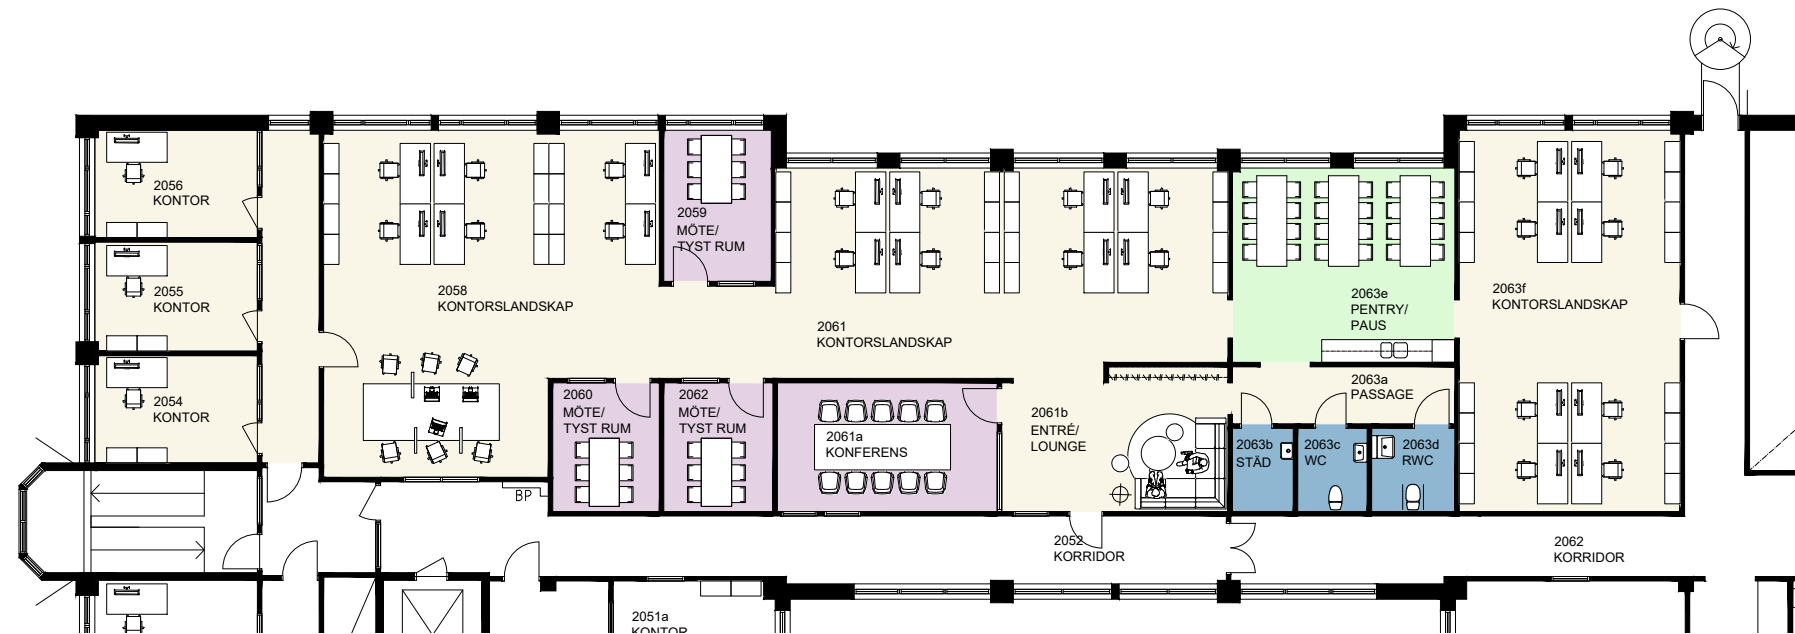 2056
KONTOR
2055
KONTOR
2054
KONTOR
2058
KONTORSLANDSKAP
2059
MÖTE/
TYST RUM
2060
MÖTE/
TYST RUM
2062
MÖTE/
TYST RUM
2061
KONTORSLANDSKAP
2061a
KONFERENS
2061b
ENTRÉ/
LOUNGE
2063e
PENTRY/
PAUS
2063a
PASSAGE
2063b
STÄD
2063c
WC
2063d
RWC
2063f
KONTORSLANDSKAP
BP
2052
KORRIDOR
2062
KORRIDOR
2051a
KONTOR